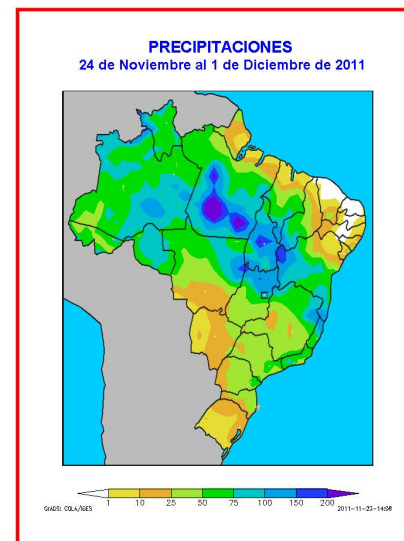 PRECIPITACIONES
24 de Noviembre al 1 de Diciembre de 2011
1 10 25 50 75 100 150 200
GrADS: COLA/IGES 2011-11-23-14:08